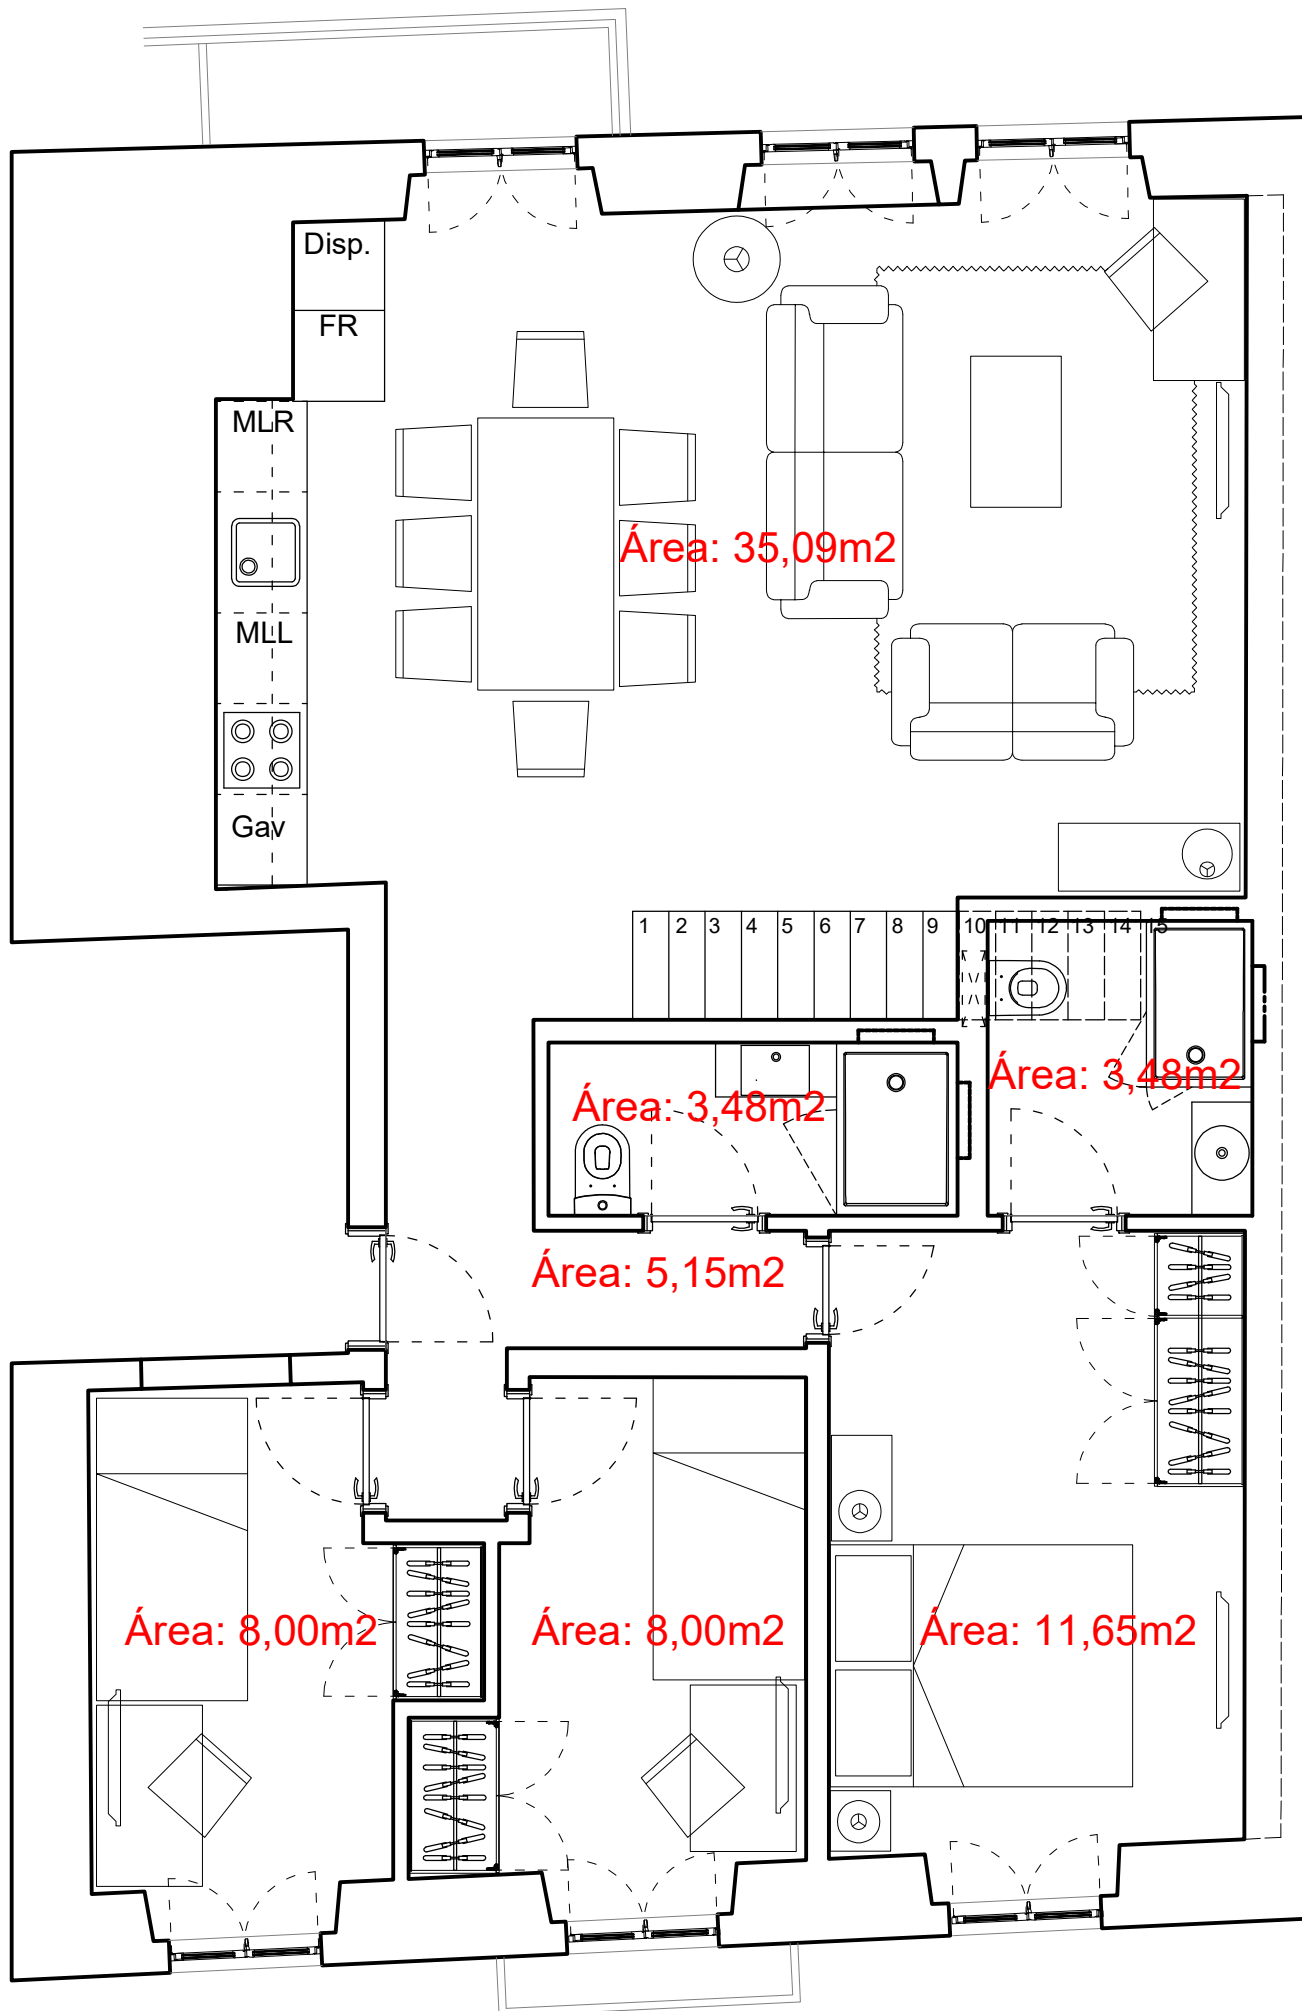 Disp.
FR
MLR
Área: 35,09m2
MLL
Gav
1 2 3 4 5 6 7 8 9 10 11 12 13 14 15
Área: 3,48m2
Área: 3,48m2
Área: 5,15m2
Área: 8,00m2
Área: 8,00m2
Área: 11,65m2